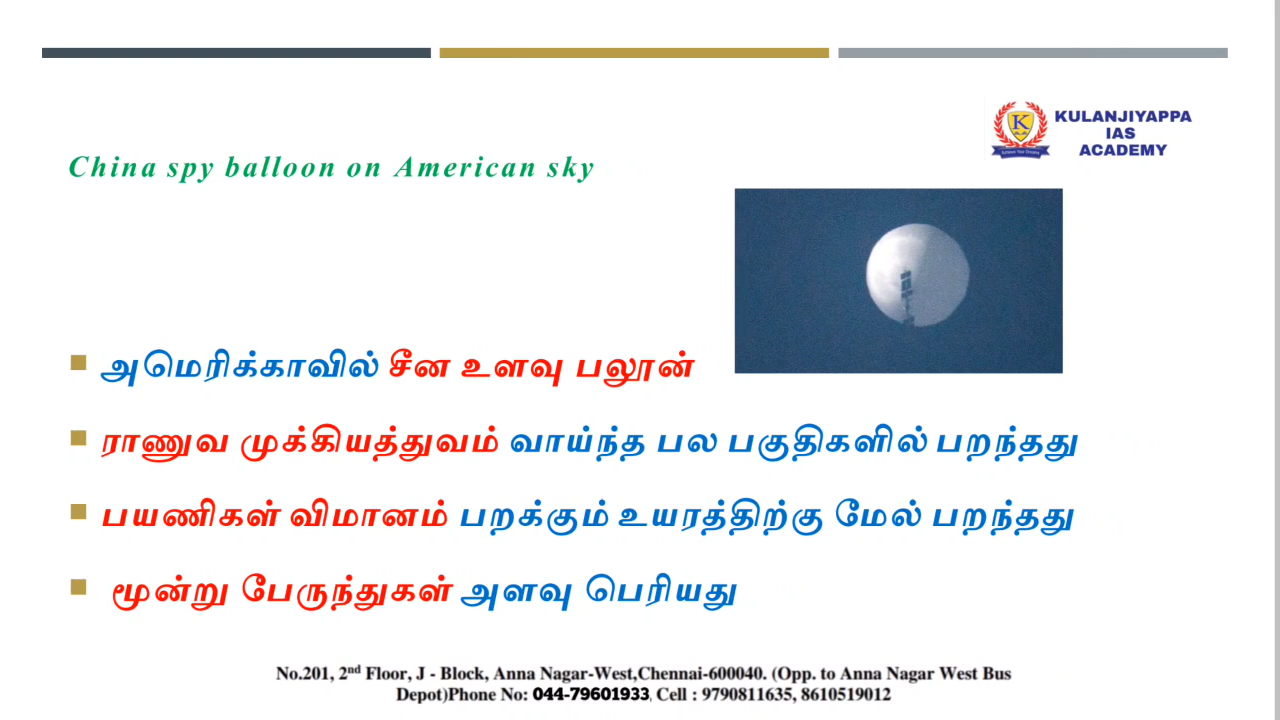 KULANJIYAPPA
IAS
ACADEMY
China spy balloon on American sky
அமெரிக்காவில் சீன உளவு பலூன்
ராணுவ முக்கியத்துவம் வாய்ந்த பல பகுதிகளில் பறந்தது
பயணிகள் விமானம் பறக்கும் உயரத்திற்கு மேல் பறந்தது
மூன்று பேருந்துகள் அளவு பெரியது
No.201, 2nd Floor, J - Block, Anna Nagar-West,Chennai-600040. (Opp. to Anna Nagar West Bus
Depot)Phone No: 044-79601933, Cell : 9790811635, 8610519012